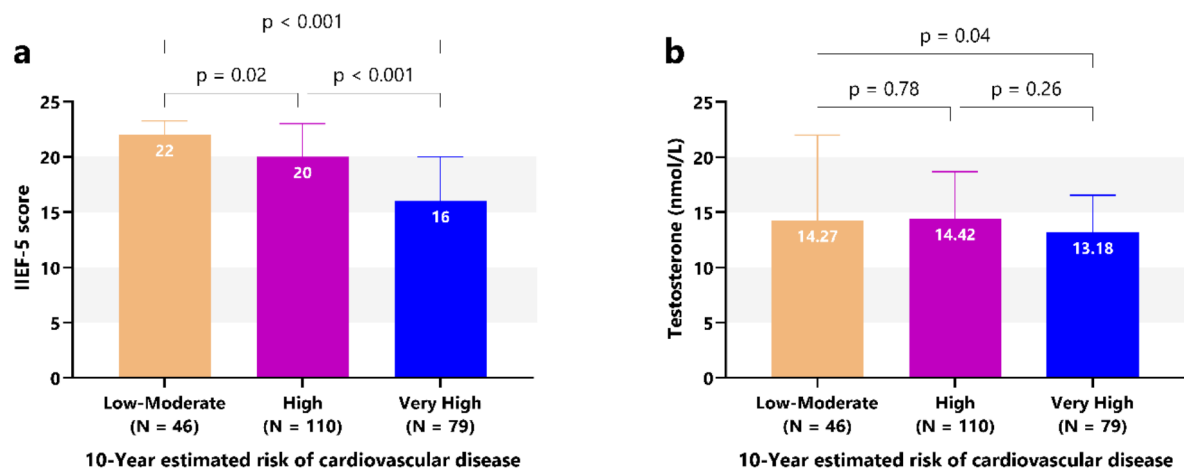 a
p < 0.001
p = 0.02
p < 0.001
IIEF-5 score
25
20
15
10
5
0
22
20
16
Low-Moderate
(N = 46)
High
(N = 110)
Very High
(N = 79)
10-Year estimated risk of cardiovascular disease
b
p = 0.04
p = 0.78
p = 0.26
Testosterone (nmol/L)
25
20
15
10
5
0
14.27
14.42
13.18
Low-Moderate
(N = 46)
High
(N = 110)
Very High
(N = 79)
10-Year estimated risk of cardiovascular disease